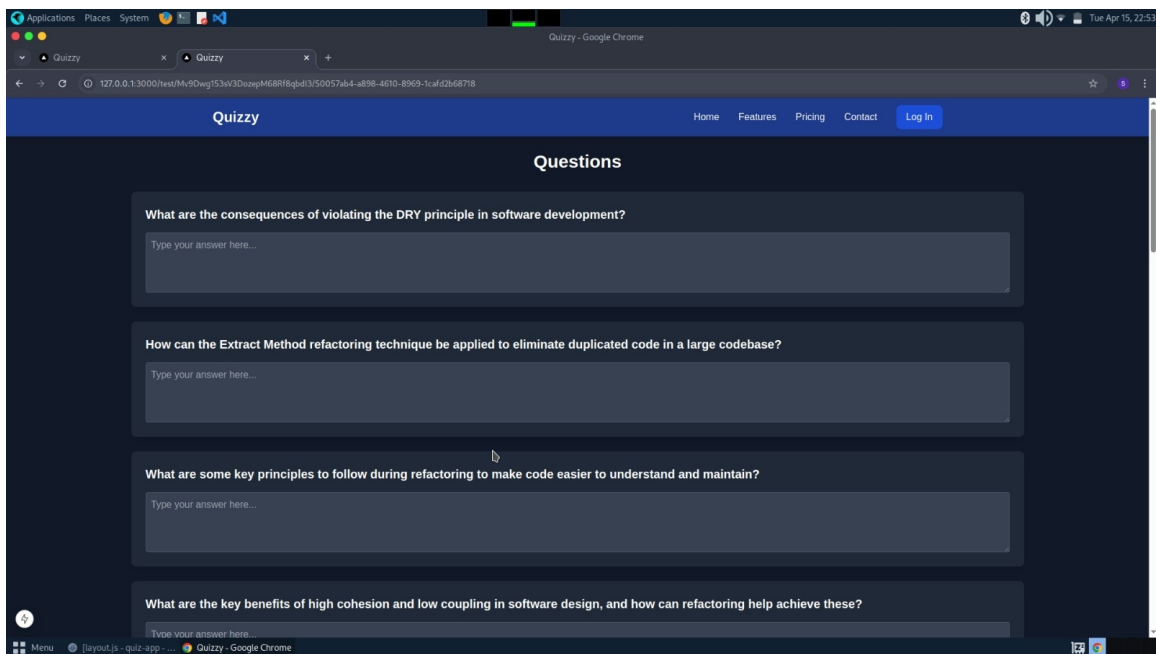 Applications Places System
Tue Apr 15, 22:53
Quizzy - Google Chrome
Quizzy
Quizzy
127.0.0.1:3000/test/Mv9Dwg153sV3DozepM68Rf8qbdI3/50057ab4-a898-4610-8969-1cafd2b68718
S
Quizzy
Home Features Pricing Contact Log In
Questions
What are the consequences of violating the DRY principle in software development?
Type your answer here...
How can the Extract Method refactoring technique be applied to eliminate duplicated code in a large codebase?
Type your answer here...
What are some key principles to follow during refactoring to make code easier to understand and maintain?
Type your answer here...
What are the key benefits of high cohesion and low coupling in software design, and how can refactoring help achieve these?
Type your answer here...
Menu [layout.js - quiz-app - ... Quizzy - Google Chrome